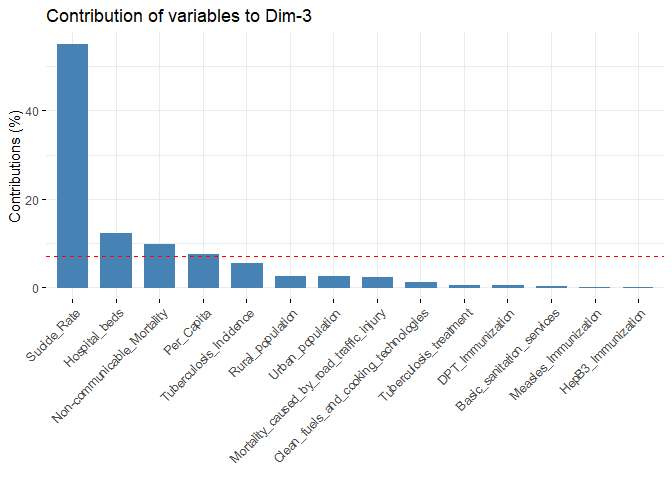 Contribution of variables to Dim-3
Contributions (%)
40
20
0
Suicide_Rate
Hospital_beds
Non-communicable_Mortality
Per_Capita
Tuberculosis_Incidence
Rural_population
Urban_population
Mortality_caused_by_road_traffic_injury
Clean_fuels_and_cooking_technologies
Tuberculosis_treatment
DPT_Immunization
Basic_sanitation_services
Measles_Immunization
HepB3_Immunization